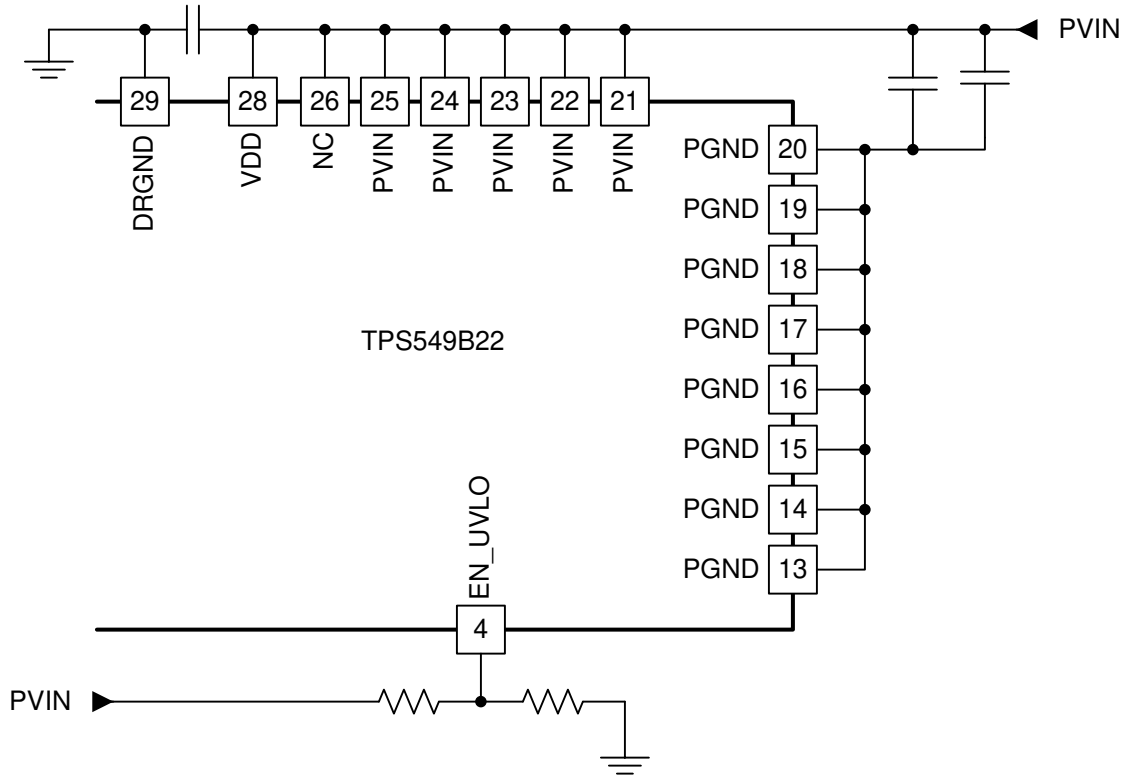 PVIN
29 28 26 25 24 23 22 21
DRGND
VDD
NC
PVIN
PVIN
PVIN
PVIN
PVIN
PGND 20
PGND 19
PGND 18
PGND 17
TPS549B22
PGND 16
PGND 15
PGND 14
PGND 13
EN_UVLO
4
PVIN